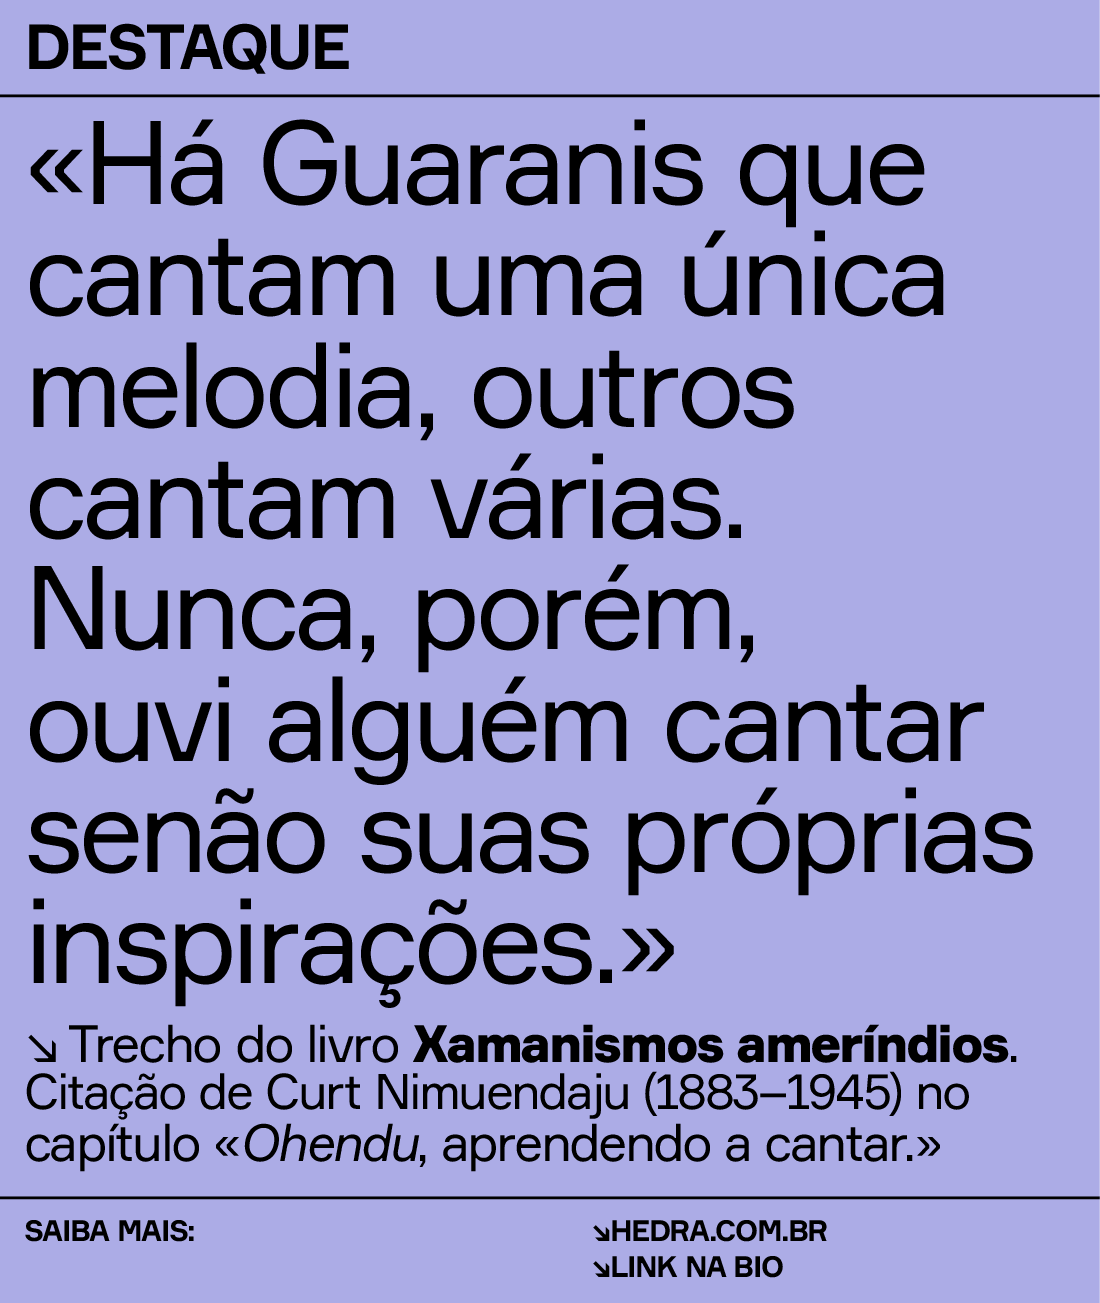 DESTAQUE
«Há Guaranis que
cantam uma única
melodia, outros
cantam várias.
Nunca, porém,
ouvi alguém cantar
senão suas próprias
inspirações.»
↘ Trecho do livro Xamanismos ameríndios.
Citação de Curt Nimuendaju (1883–1945) no
capítulo «Ohendu, aprendendo a cantar.»
SAIBA MAIS:
↘HEDRA.COM.BR
↘LINK NA BIO